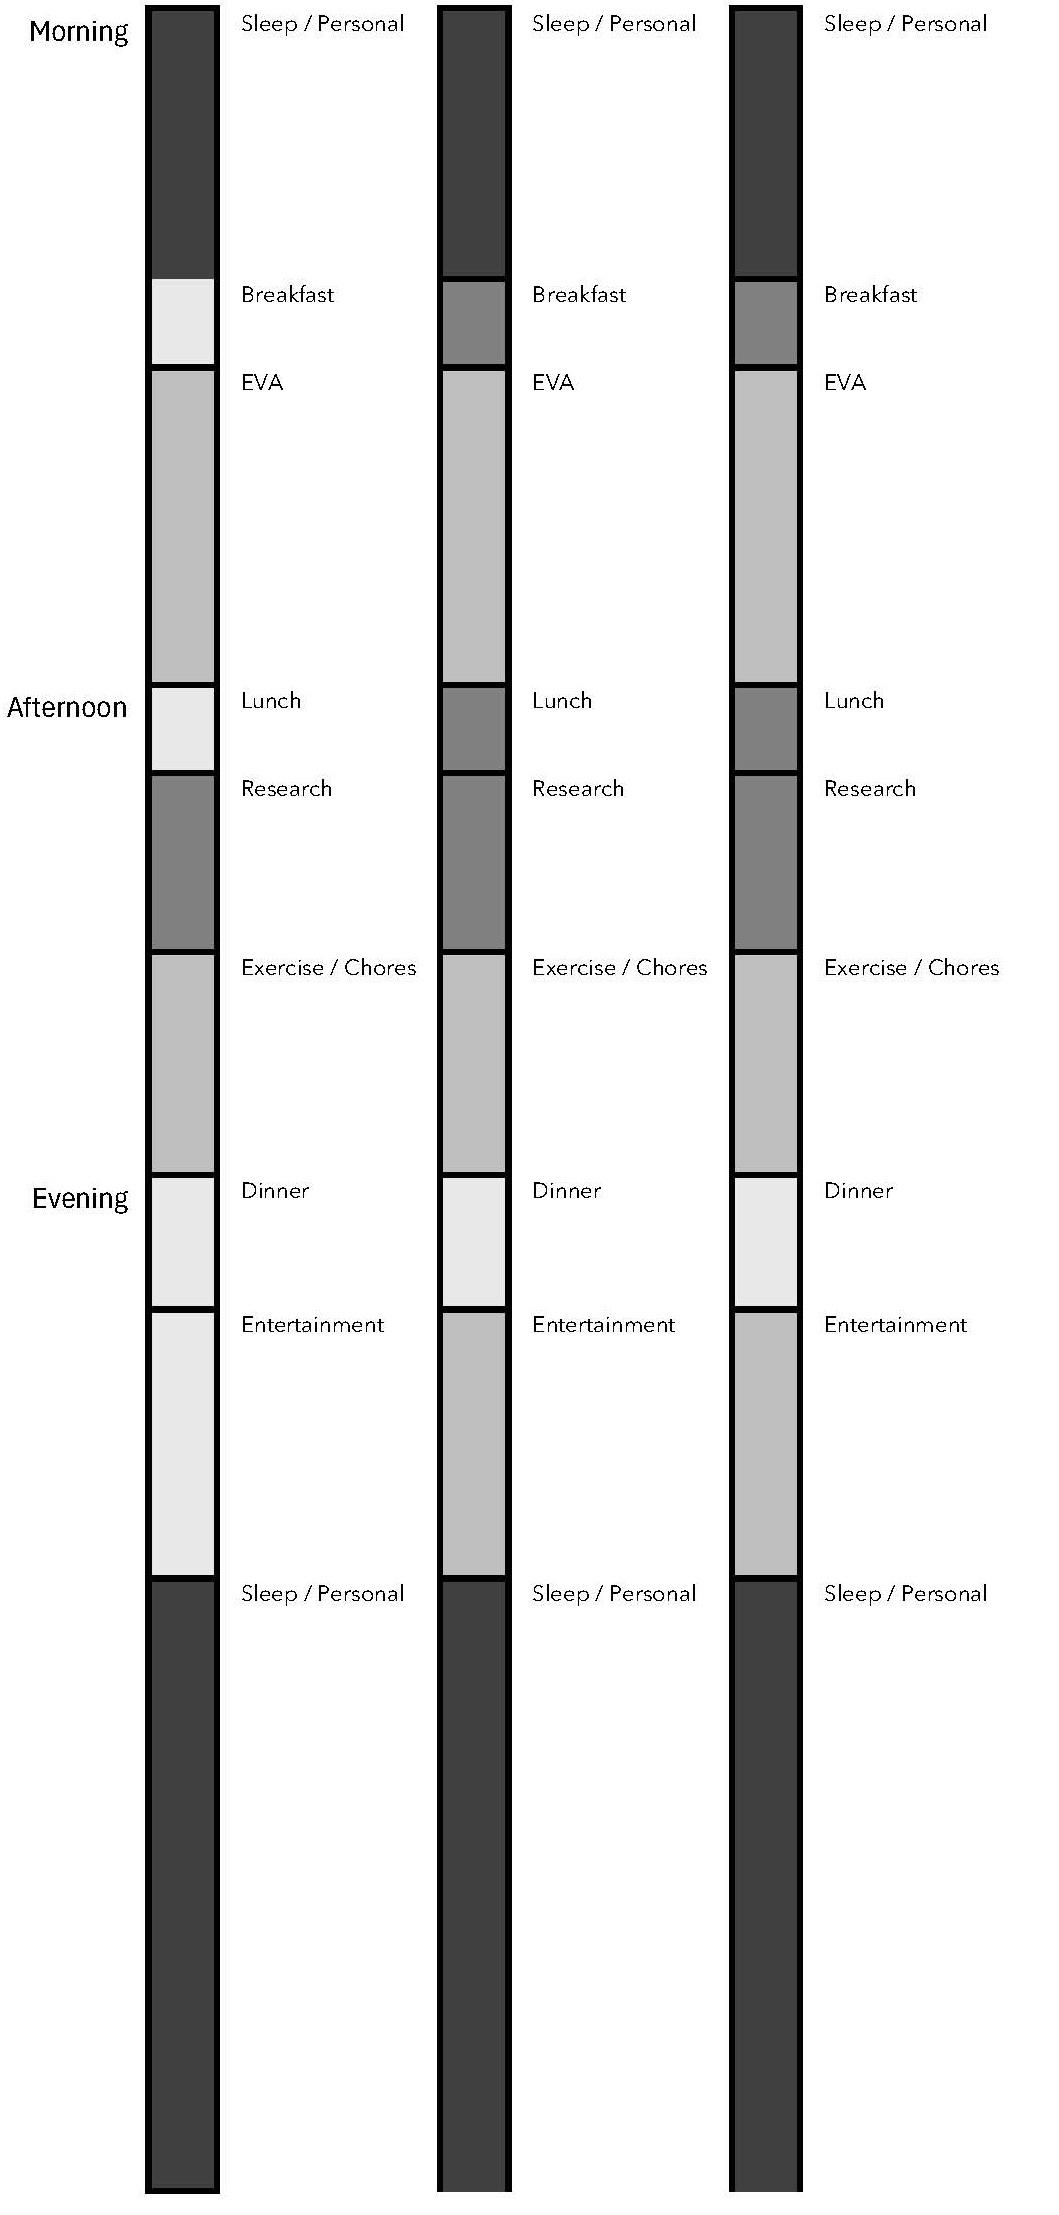 Morning
Sleep / Personal
Sleep / Personal
Sleep / Personal
Breakfast
Breakfast
Breakfast
EVA
EVA
EVA
Afternoon
Lunch
Lunch
Lunch
Research
Research
Research
Exercise / Chores
Exercise / Chores
Exercise / Chores
Evening
Dinner
Dinner
Dinner
Entertainment
Entertainment
Entertainment
Sleep / Personal
Sleep / Personal
Sleep / Personal